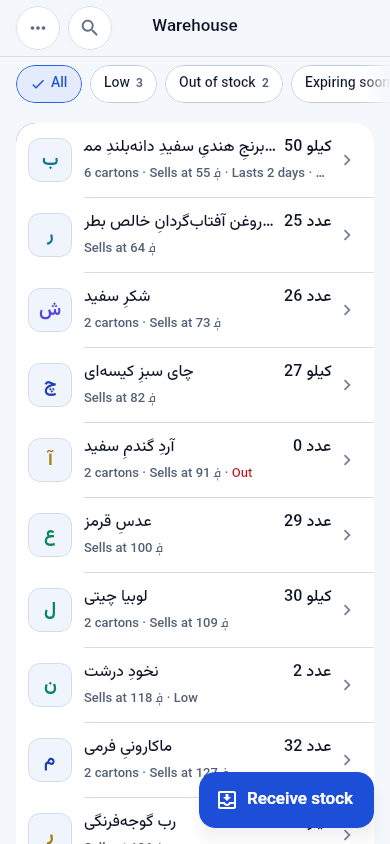 Warehouse
All
Low 3
Out of stock 2
Expiring soon
ب
برنجِ هندیِ سفیدِ دانه‌بلندِ مم…
50 کیلو
6 cartons · Sells at 55 ؋ · Lasts 2 days · …
ر
روغن آفتاب‌گردانِ خالص بطر…
25 عدد
Sells at 64 ؋
ش
شکرِ سفید
26 عدد
2 cartons · Sells at 73 ؋
چ
چای سبزِ کیسه‌ای
27 کیلو
Sells at 82 ؋
آ
آردِ گندمِ سفید
0 عدد
2 cartons · Sells at 91 ؋ · Out
ع
عدسِ قرمز
29 عدد
Sells at 100 ؋
ل
لوبیا چیتی
30 کیلو
2 cartons · Sells at 109 ؋
ن
نخودِ درشت
2 عدد
Sells at 118 ؋ · Low
م
ماکارونیِ فرمی
32 عدد
2 cartons · Sells at 127 ؋
Receive stock
ر
رب گوجه‌فرنگی